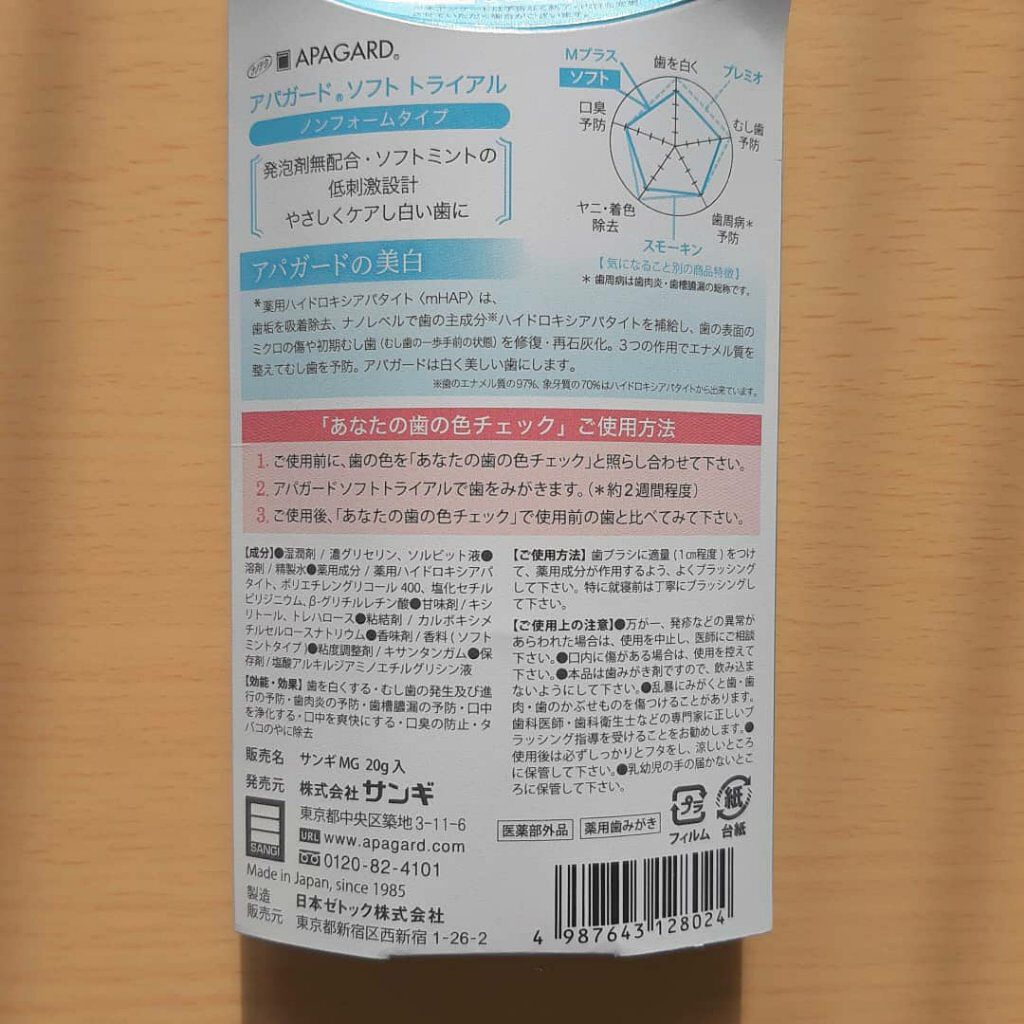 させていただく場合がございます。
APAGARD®
アパガード®ソフト トライアル
ノンフォームタイプ
発泡剤無配合・ソフトミントの
低刺激設計
やさしくケアし白い歯に
Mプラス
ソフト
歯を白く
プレミオ
口臭
予防
むし歯
予防
ヤニ・着色
除去
歯周病*
予防
スモーキン
【気になること別の商品特徴】
* 歯周病は歯肉炎・歯槽膿漏の総称です。
アパガードの美白
*薬用ハイドロキシアパタイト〈mHAP〉は、
歯垢を吸着除去、ナノレベルで歯の主成分※ハイドロキシアパタイトを補給し、歯の表面の
ミクロの傷や初期むし歯(むし歯の一歩手前の状態)を修復・再石灰化。3つの作用でエナメル質を
整えてむし歯を予防。アパガードは白く美しい歯にします。
※歯のエナメル質の97%、象牙質の70%はハイドロキシアパタイトから出来ています。
「あなたの歯の色チェック」ご使用方法
1. ご使用前に、歯の色を「あなたの歯の色チェック」と照らし合わせて下さい。
2. アパガードソフトトライアルで歯をみがきます。(*約2週間程度)
3. ご使用後、「あなたの歯の色チェック」で使用前の歯と比べてみて下さい。
【成分】●湿潤剤/濃グリセリン、ソルビット液●
溶剤/精製水●薬用成分/薬用ハイドロキシアパ
タイト、ポリエチレングリコール400、塩化セチル
ピリジニウム、β-グリチルレチン酸●甘味剤/キシ
リトール、トレハロース●粘結剤/カルボキシメ
チルセルロースナトリウム●香味剤/香料(ソフト
ミントタイプ)●粘度調整剤/キサンタンガム●保
存剤/塩酸アルキルジアミノエチルグリシン液
【効能・効果】歯を白くする・むし歯の発生及び進
行の予防・歯肉炎の予防・歯槽膿漏の予防・口中
を浄化する・口中を爽快にする・口臭の防止・タ
バコのやに除去
販売名 サンギMG 20g入
発売元 株式会社サンギ
東京都中央区築地3-11-6
URL www.apagard.com
0120-82-4101
SANGI
Made in Japan, since 1985
製造
販売元
日本ゼトック株式会社
東京都新宿区西新宿1-26-2
【ご使用方法】歯ブラシに適量(1cm程度)をつけ
て、薬用成分が作用するよう、よくブラッシング
して下さい。特に就寝前は丁寧にブラッシングし
て下さい。
【ご使用上の注意】●万が一、発疹などの異常が
あらわれた場合は、使用を中止し、医師にご相談
下さい。●口内に傷がある場合は、使用を控えて
下さい。●本品は歯みがき剤ですので、飲み込ま
ないようにして下さい。●乱暴にみがくと歯・歯
肉・歯のかぶせものを傷つけることがあります。
歯科医師・歯科衛生士などの専門家に正しいブ
ラッシング指導を受けることをお勧めします。●
使用後は必ずしっかりとフタをし、涼しいところ
に保管して下さい。●乳幼児の手の届かないとこ
ろに保管して下さい。
医薬部外品
薬用歯みがき
プラ
フィルム
紙
台紙
4 987643 128024